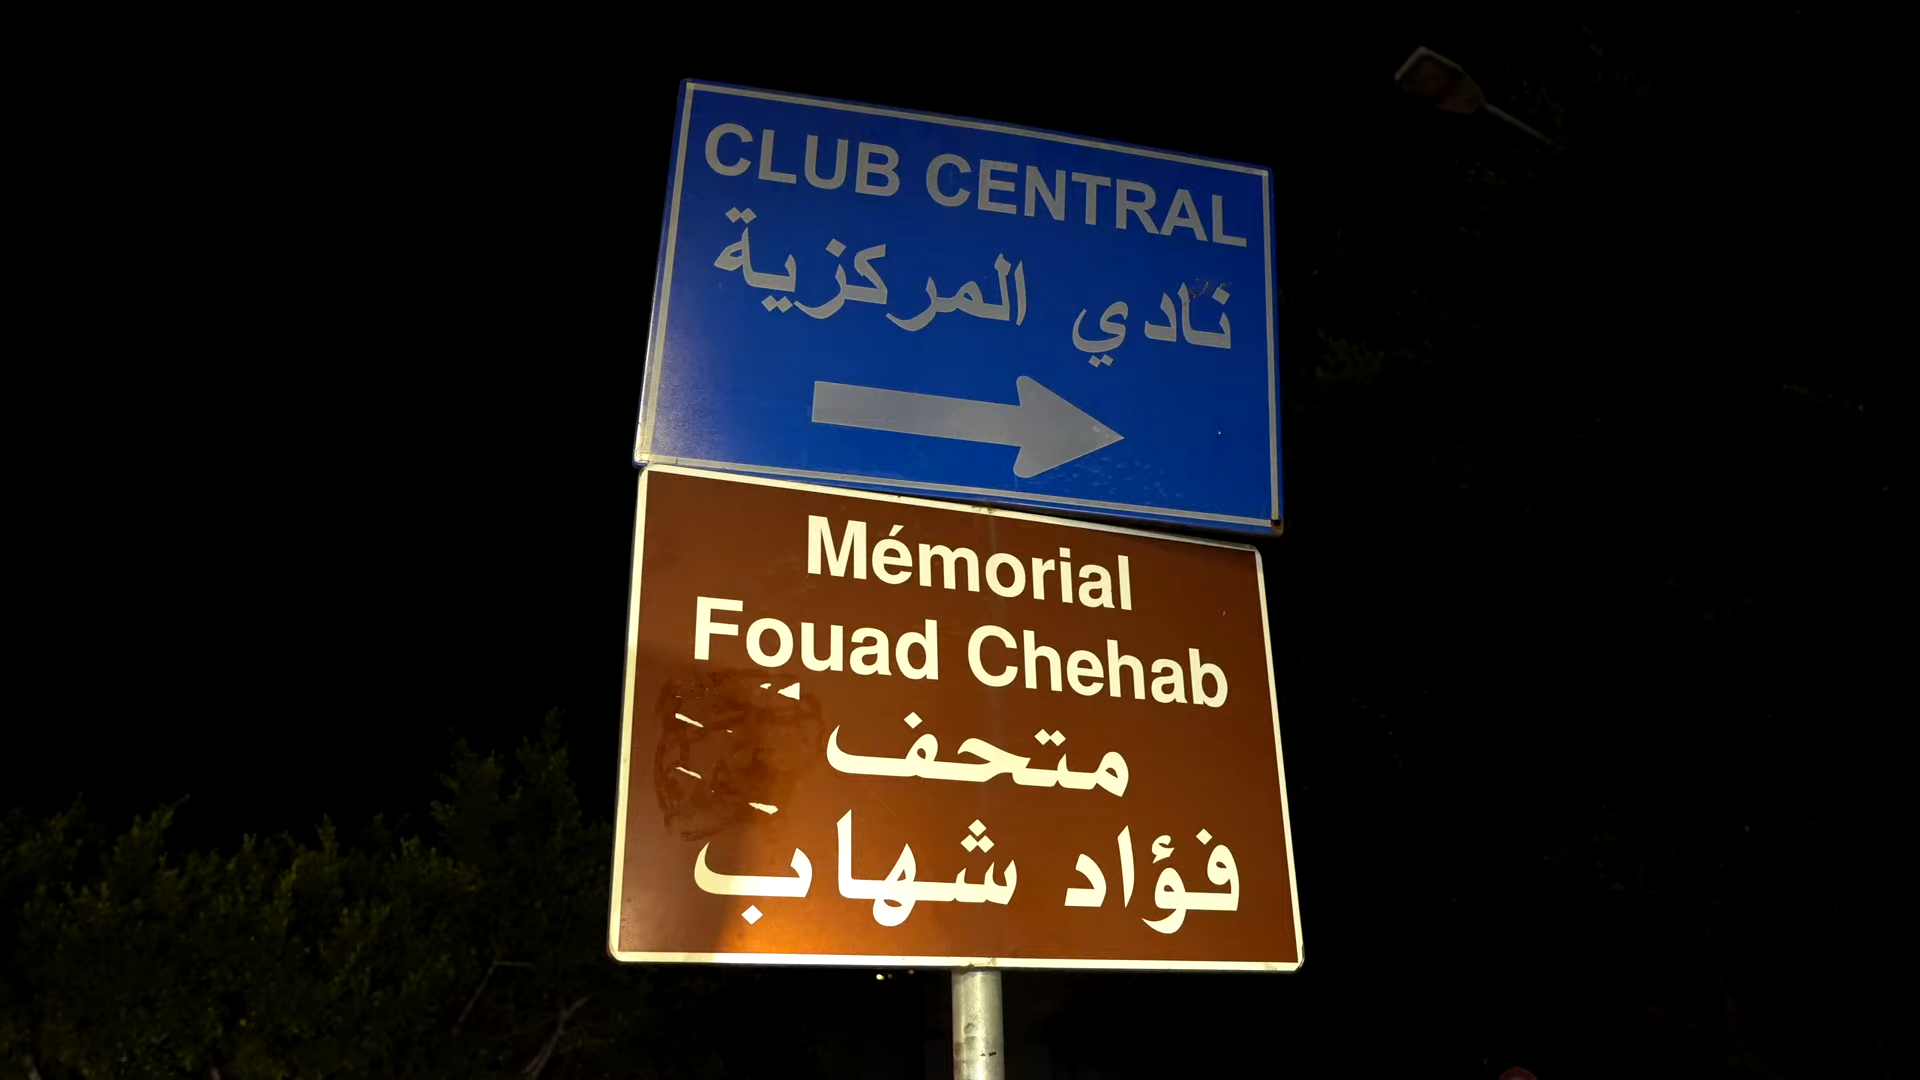 CLUB CENTRAL
نادي المركزية
Mémorial
Fouad Chehab
متحف
فؤاد شهاب